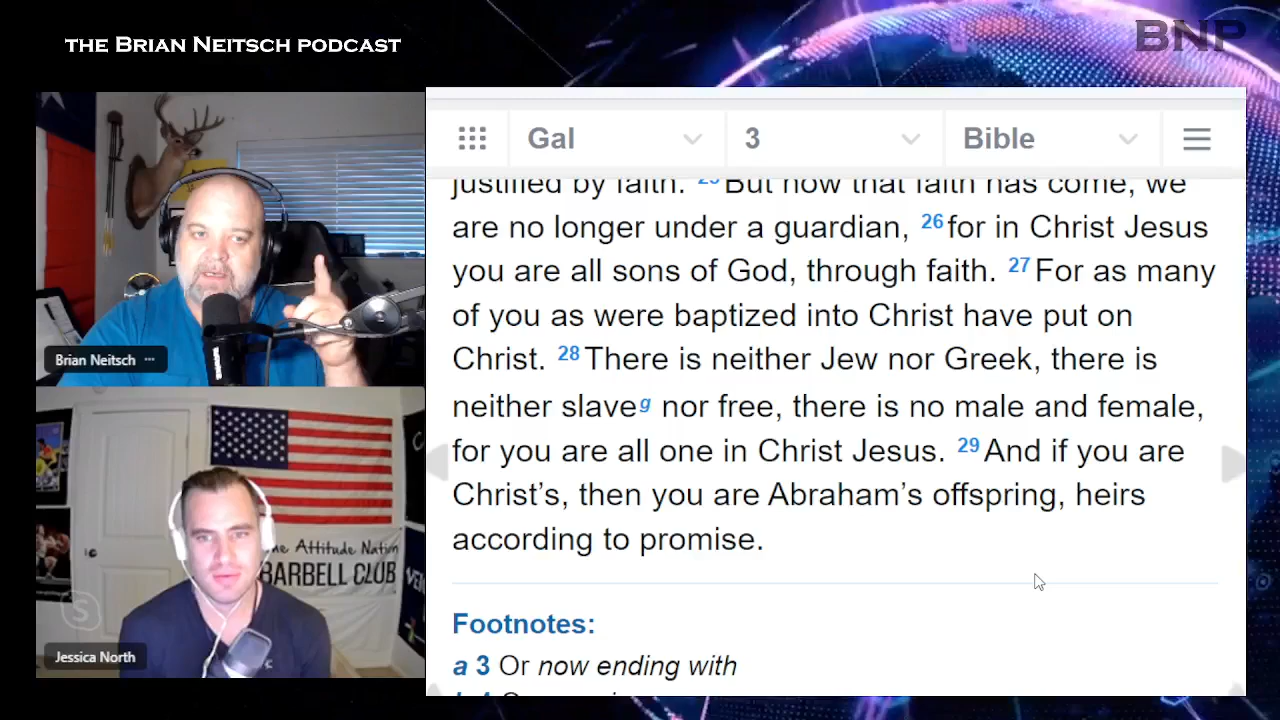 THE BRIAN NEITSCH PODCAST
BNP
Gal
3
Bible
justified by faith. 25 But now that faith has come, we
are no longer under a guardian, 26 for in Christ Jesus
you are all sons of God, through faith. 27 For as many
of you as were baptized into Christ have put on
Christ. 28 There is neither Jew nor Greek, there is
neither slave g nor free, there is no male and female,
for you are all one in Christ Jesus. 29 And if you are
Christ's, then you are Abraham's offspring, heirs
according to promise.
Footnotes:
a 3 Or now ending with
Brian Neitsch ···
Attitude Nation
BARBELL CLUB
S
Jessica North